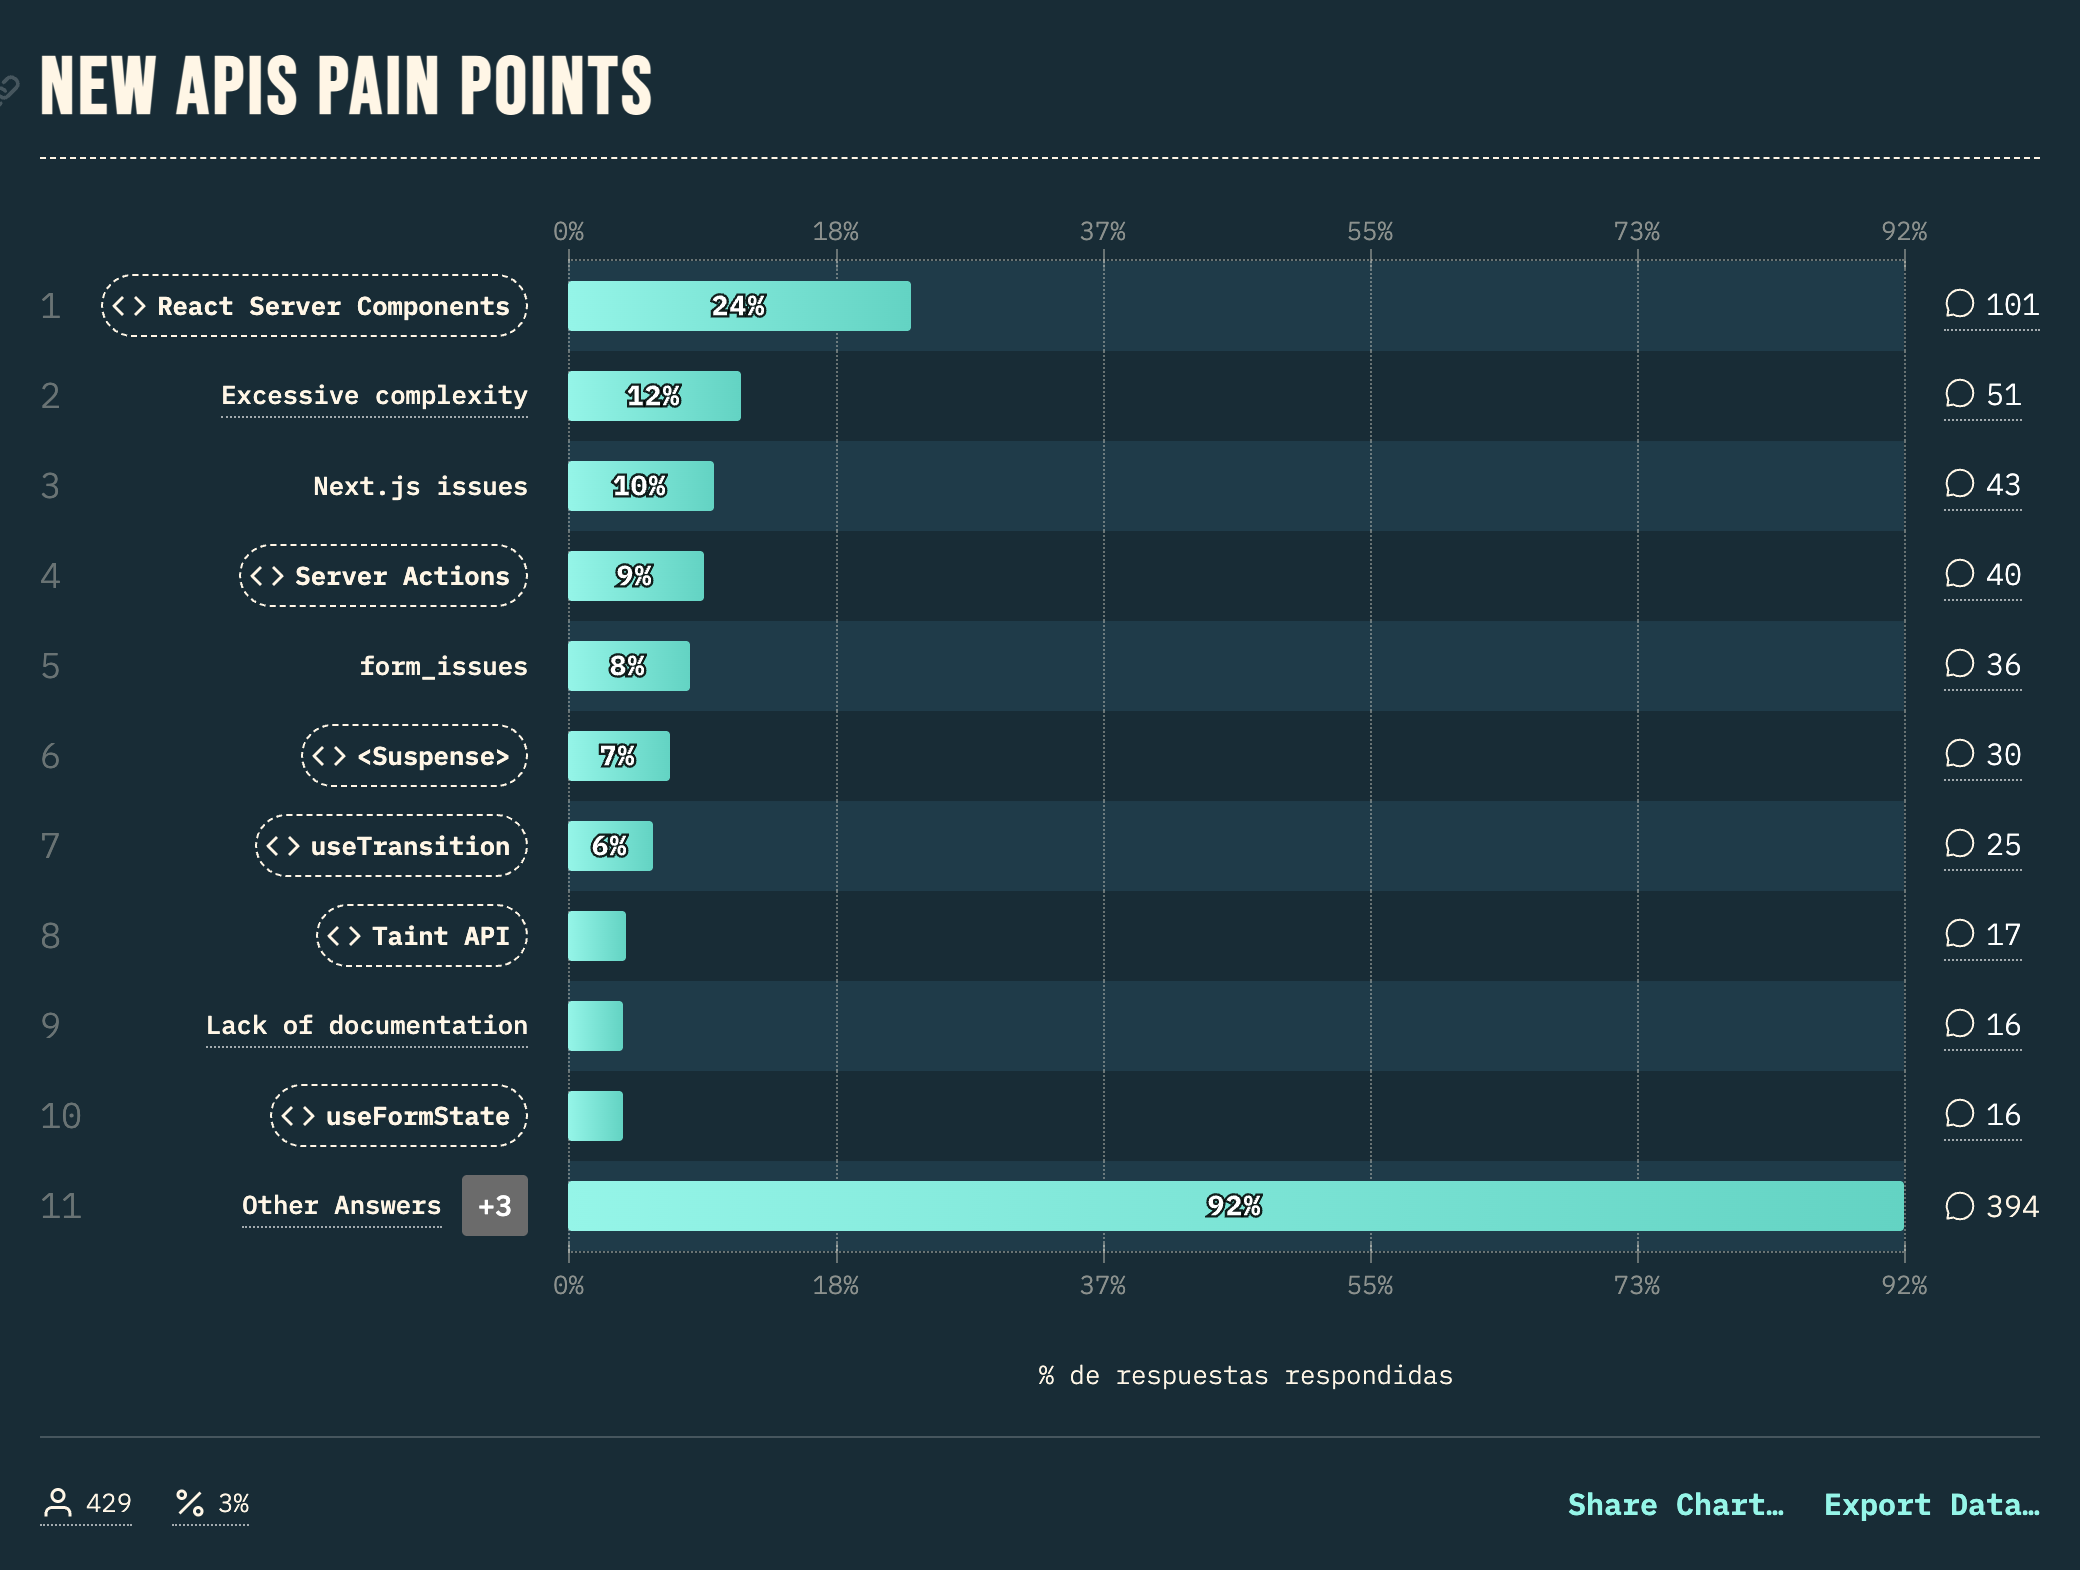 NEW APIS PAIN POINTS
0% 18% 37% 55% 73% 92%
1 <> React Server Components 24% 101
2 Excessive complexity 12% 51
3 Next.js issues 10% 43
4 <> Server Actions 9% 40
5 form_issues 8% 36
6 <> <Suspense> 7% 30
7 <> useTransition 6% 25
8 <> Taint API 17
9 Lack of documentation 16
10 <> useFormState 16
11 Other Answers +3 92% 394
0% 18% 37% 55% 73% 92%
% de respuestas respondidas
429 % 3% Share Chart… Export Data…